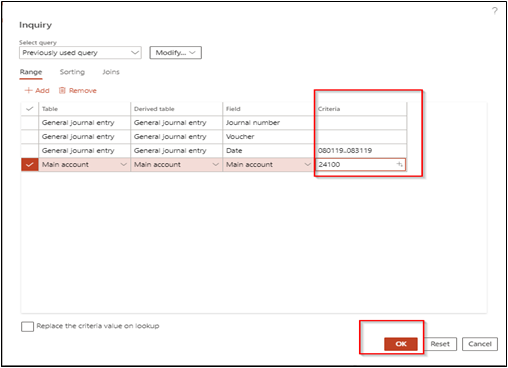 ?
Inquiry
Select query
Previously used query Modify...
Range Sorting Joins
+ Add Remove
Table Derived table Field Criteria
General journal entry General journal entry Journal number
General journal entry General journal entry Voucher
General journal entry General journal entry Date 080119..083119
Main account Main account Main account 24100
Replace the criteria value on lookup
OK Reset Cancel